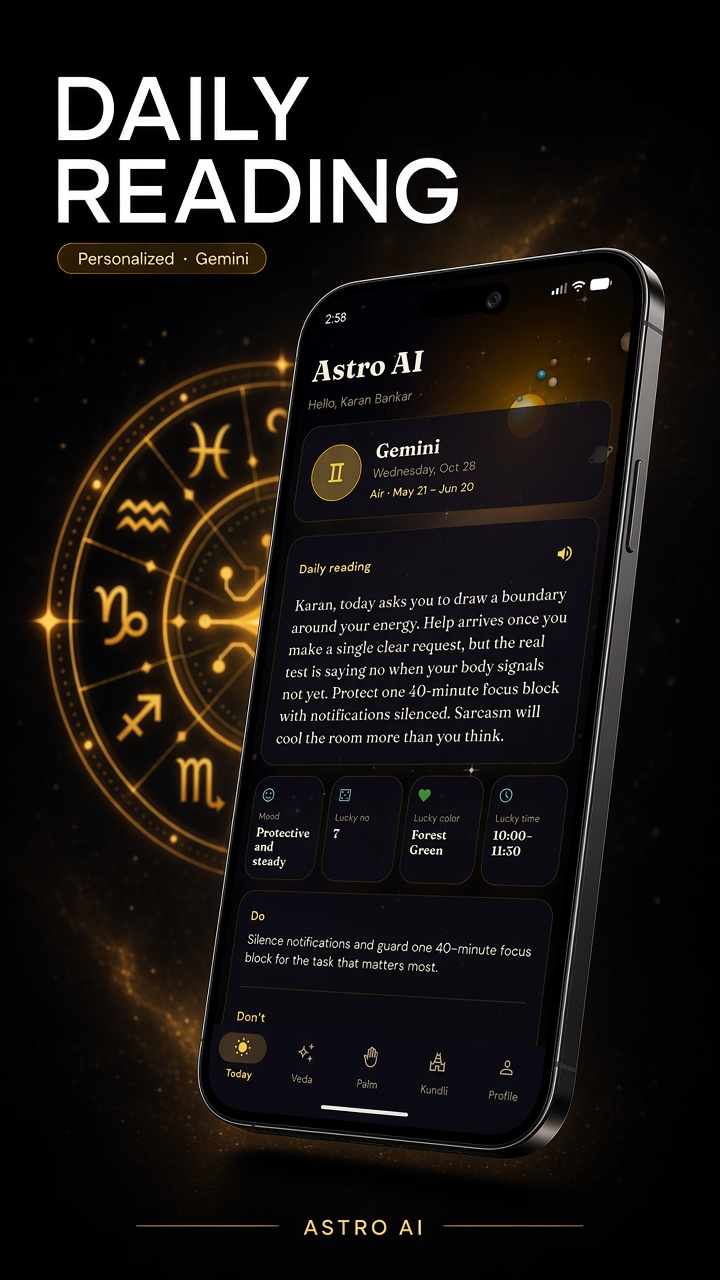 DAILY
READING
Personalized · Gemini
2:58
Astro AI
Hello, Karan Bankar
Gemini
Wednesday, Oct 28
Air · May 21 – Jun 20
Daily reading
Karan, today asks you to draw a boundary
around your energy. Help arrives once you
make a single clear request, but the real
test is saying no when your body signals
not yet. Protect one 40-minute focus block
with notifications silenced. Sarcasm will
cool the room more than you think.
Mood
Protective
and
steady
Lucky no
7
Lucky color
Forest
Green
Lucky time
10:00–
11:30
Do
Silence notifications and guard one 40-minute focus
block for the task that matters most.
Don't
Today
Veda
Palm
Kundli
Profile
ASTRO AI